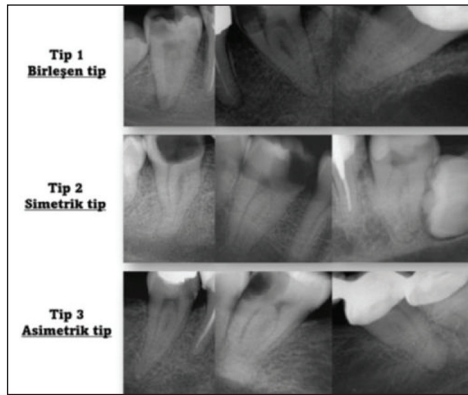 Tip 1
Birleşen tip
Tip 2
Simetrik tip
Tip 3
Asimetrik tip